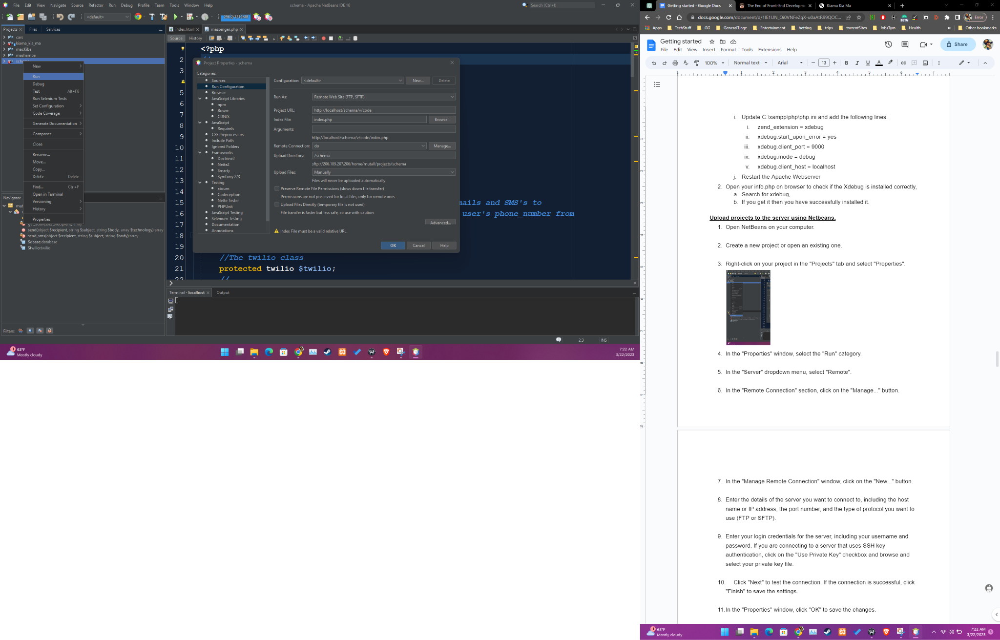 File Edit View Navigate Source Refactor Run Debug Profile Team Tools Window Help
schema - Apache NetBeans IDE 16
Search (Ctrl+I)
<default>
296.2/1312MB
Projects Files Services
cars
kiama_kia_ma
macKibe
mashamba
New
Run
Debug
Test Alt+F6
Run Selenium Tests
Set Configuration
Code Coverage
Generate Documentation
Composer
Close
Rename...
Move...
Copy...
Delete Delete
Find... Ctrl+F
Open in Terminal
Versioning
History
Properties
Navigator
send(object $recipient, string $subject, string $body, array $technology):array
send_sms(object $recipient, string $subject, string $body):array
$dbase:database
$twilio:twilio
Filters:
index.html messenger.php
Source History
<?php
2
3
5
6
7
8
9
10
11
12
13
14
15 mails and SMS's to
16 user's phone_number from
17
18
19
20 //The twilio class
21 protected twilio $twilio;
22 //
Project Properties - schema
Categories:
Sources
Run Configuration
Browser
JavaScript Libraries
npm
Bower
CDNJS
JavaScript
RequireJs
CSS Preprocessors
Include Path
Ignored Folders
Frameworks
Doctrine2
Nette2
Smarty
Symfony 2/3
Testing
atoum
Codeception
Nette Tester
PHPUnit
JavaScript Testing
Selenium Testing
Documentation
Annotations
Configuration: <default> New... Delete
Run As: Remote Web Site (FTP, SFTP)
Project URL: http://localhost/schema/v/code
Index File: index.php Browse...
Arguments:
http://localhost/schema/v/code/index.php
Remote Connection: do Manage...
Upload Directory: /schema
sftp://206.189.207.206/home/mutall/projects/schema
Upload Files: Manually
Files will never be uploaded automatically
Preserve Remote File Permissions (slows down file transfer)
Permissions are not preserved for local files, only for remote ones
Upload Files Directly (temporary file is not used)
File transfer is faster but less safe, so use with caution
Advanced...
Index File must be a valid relative URL.
OK Cancel Help
Terminal - localhost Output
2:3 INS
63°F
Mostly cloudy
7:22 AM
3/22/2023
Getting started - Google Docs The End of Front-End Developm Kiama Kia Ma
docs.google.com/document/d/1IE1UN_Oi0VNFeZqX-u0aAtR99QOC...
BETA Error
Apps TechStuff GG GeneralTingz Entertainment betting trips torrentSites JobsTym Health » Other bookmarks
Getting started
File Edit View Insert Format Tools Extensions Help
Share
100% Normal text Arial 13 B I U A
i. Update C:\xampp\php\php.ini and add the following lines:
i. zend_extension = xdebug
ii. xdebug.start_upon_error = yes
iii. xdebug.client_port = 9000
iv. xdebug.mode = debug
v. xdebug.client_host = localhost
j. Restart the Apache Webserver
2. Open your info.php on browser to check if the Xdebug is installed correctly,
a. Search for xdebug,
b. If you get it then you have successfully installed it.
Upload projects to the server using Netbeans.
1. Open NetBeans on your computer.
2. Create a new project or open an existing one.
3. Right-click on your project in the "Projects" tab and select "Properties".
4. In the "Properties" window, select the "Run" category.
5. In the "Server" dropdown menu, select "Remote".
6. In the "Remote Connection" section, click on the "Manage..." button.
7. In the "Manage Remote Connection" window, click on the "New..." button.
8. Enter the details of the server you want to connect to, including the host
name or IP address, the port number, and the type of protocol you want to
use (FTP or SFTP).
9. Enter your login credentials for the server, including your username and
password. If you are connecting to a server that uses SSH key
authentication, click on the "Use Private Key" checkbox and browse and
select your private key file.
10. Click "Next" to test the connection. If the connection is successful, click
"Finish" to save the settings.
11. In the "Properties" window, click "OK" to save the changes.
63°F
Mostly cloudy
7:22 AM
3/22/2023